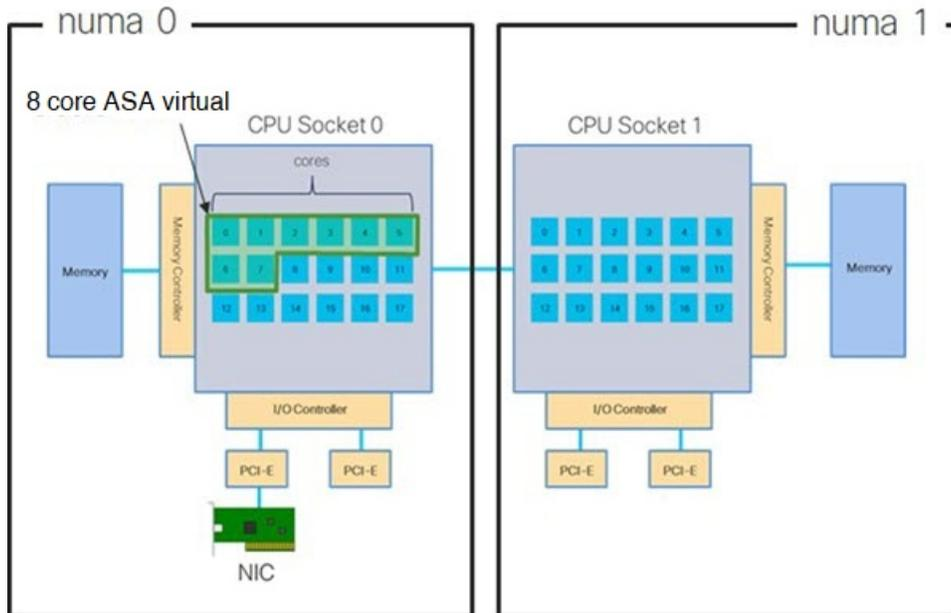 numa 0
numa 1
8 core ASA virtual
CPU Socket 0
CPU Socket 1
cores
0 1 2 3 4 5
0 1 2 3 4 5
Memory
Memory Controller
6 7 8 9 10 11
6 7 8 9 10 11
Memory Controller
Memory
12 13 14 15 16 17
12 13 14 15 16 17
I/O Controller
I/O Controller
PCI-E
PCI-E
PCI-E
PCI-E
NIC